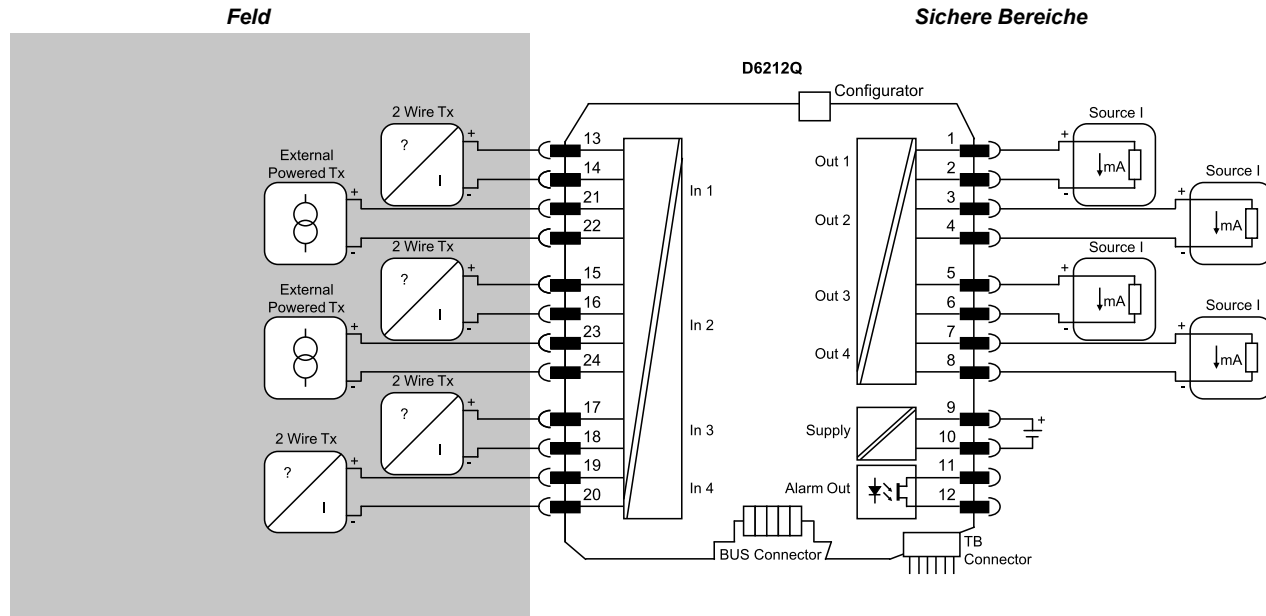 Feld
Sichere Bereiche
D6212Q
Configurator
2 Wire Tx
?
I
+
-
External
Powered Tx
+
-
13
14
21
22
In 1
2 Wire Tx
?
I
+
-
External
Powered Tx
+
-
15
16
23
24
In 2
2 Wire Tx
?
I
+
-
2 Wire Tx
?
I
+
-
17
18
19
20
In 3
In 4
Out 1
Out 2
1
2
3
4
Source I
+
-
mA
Source I
+
-
mA
Out 3
Out 4
5
6
7
8
Source I
+
-
mA
Source I
+
-
mA
Supply
9
10
+
Alarm Out
11
12
BUS Connector
TB
Connector